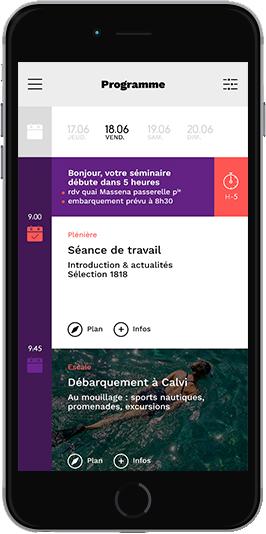 Programme
17.06 18.06 19.06 20.06
JEUD. VEND. SAM. DIM.
Bonjour, votre séminaire
débute dans 5 heures
rdv quai Massena passerelle pᴵᴱ
embarquement prévu à 8h30
H-5
9.00
Plénière
Séance de travail
Introduction & actualités
Sélection 1818
Plan Infos
9.45
Escale
Débarquement à Calvi
Au mouillage : sports nautiques,
promenades, excursions
Plan Infos